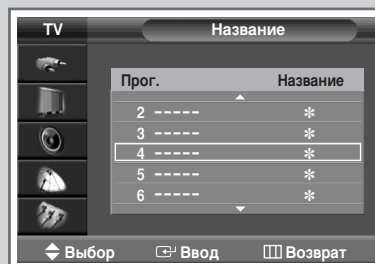 TV Название
Прог. Название
2 ----- *
3 ----- *
4 ----- *
5 ----- *
6 ----- *
Выбор Ввод Возврат